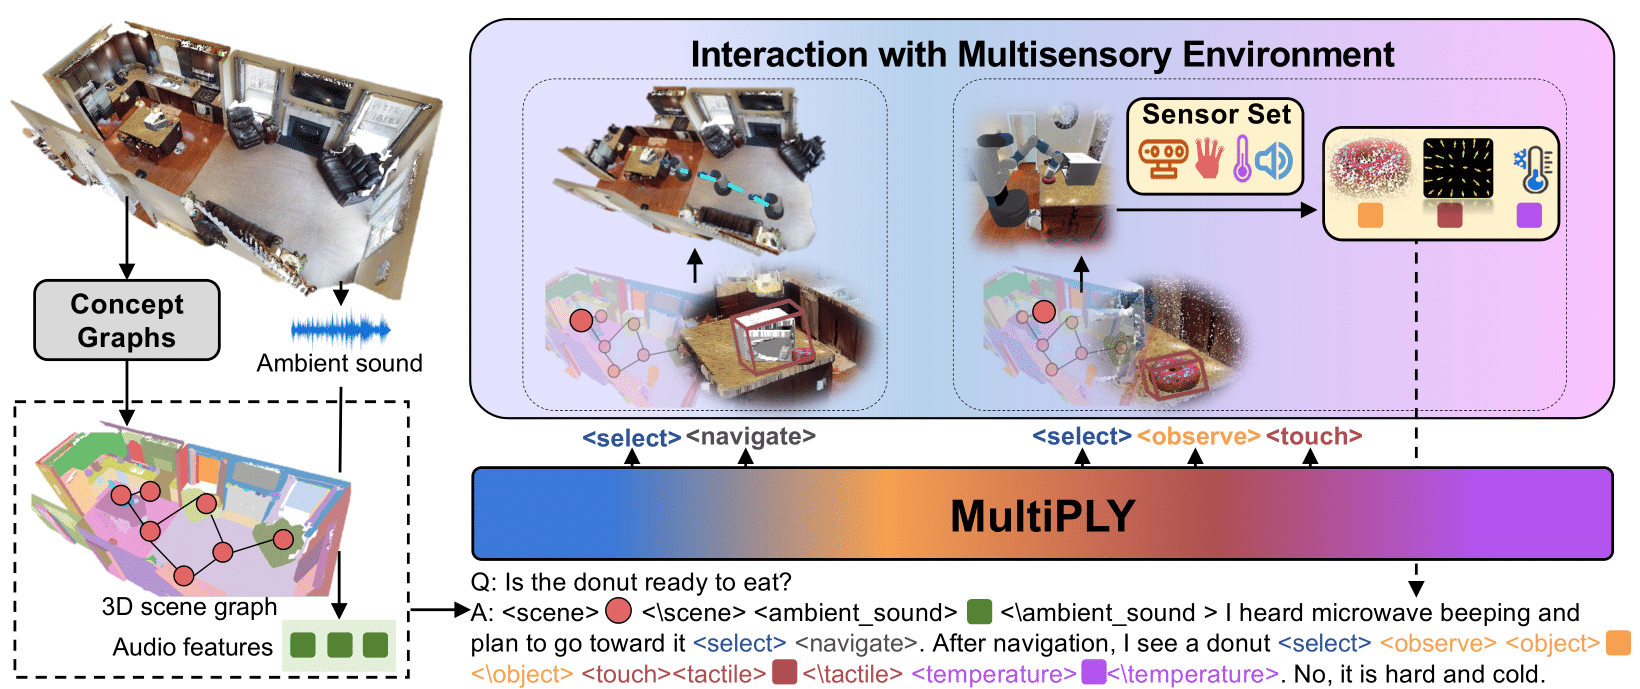 Interaction with Multisensory Environment
Sensor Set
Concept
Graphs
Ambient sound
<select> <navigate>
<select> <observe> <touch>
MultiPLY
3D scene graph
Audio features
Q: Is the donut ready to eat?
A: <scene> <\scene> <ambient_sound> <\ambient_sound > I heard microwave beeping and
plan to go toward it <select> <navigate>. After navigation, I see a donut <select> <observe> <object>
<\object> <touch><tactile> <\tactile> <temperature> <\temperature>. No, it is hard and cold.